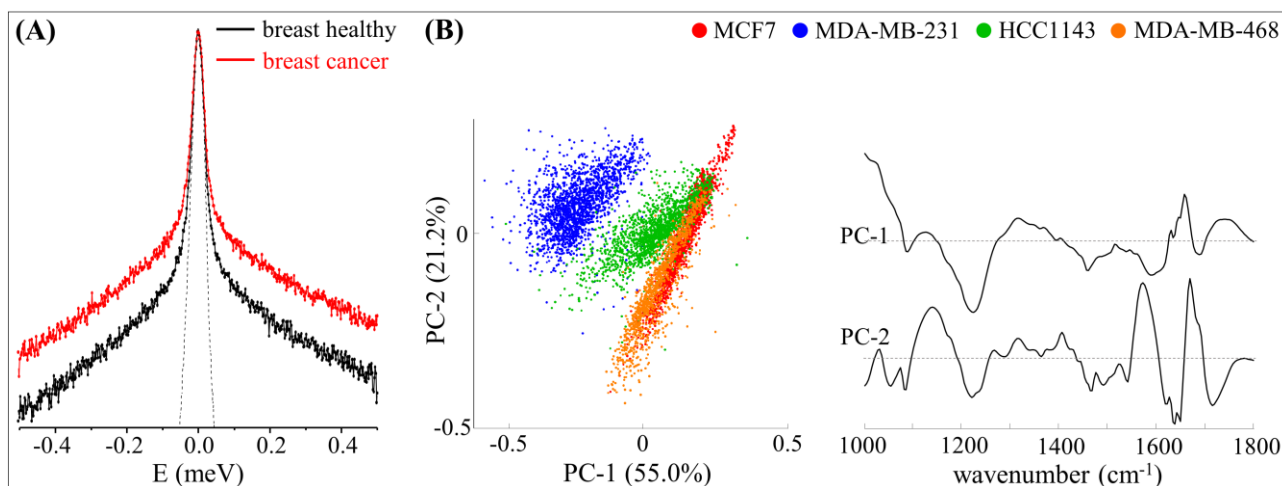 (A)
breast healthy
breast cancer
-0.4 -0.2 0.0 0.2 0.4
E (meV)
(B)
MCF7 MDA-MB-231 HCC1143 MDA-MB-468
PC-2 (21.2%)
0
-0.5
-0.5 0 0.5
PC-1 (55.0%)
PC-1
PC-2
1000 1200 1400 1600 1800
wavenumber (cm⁻¹)